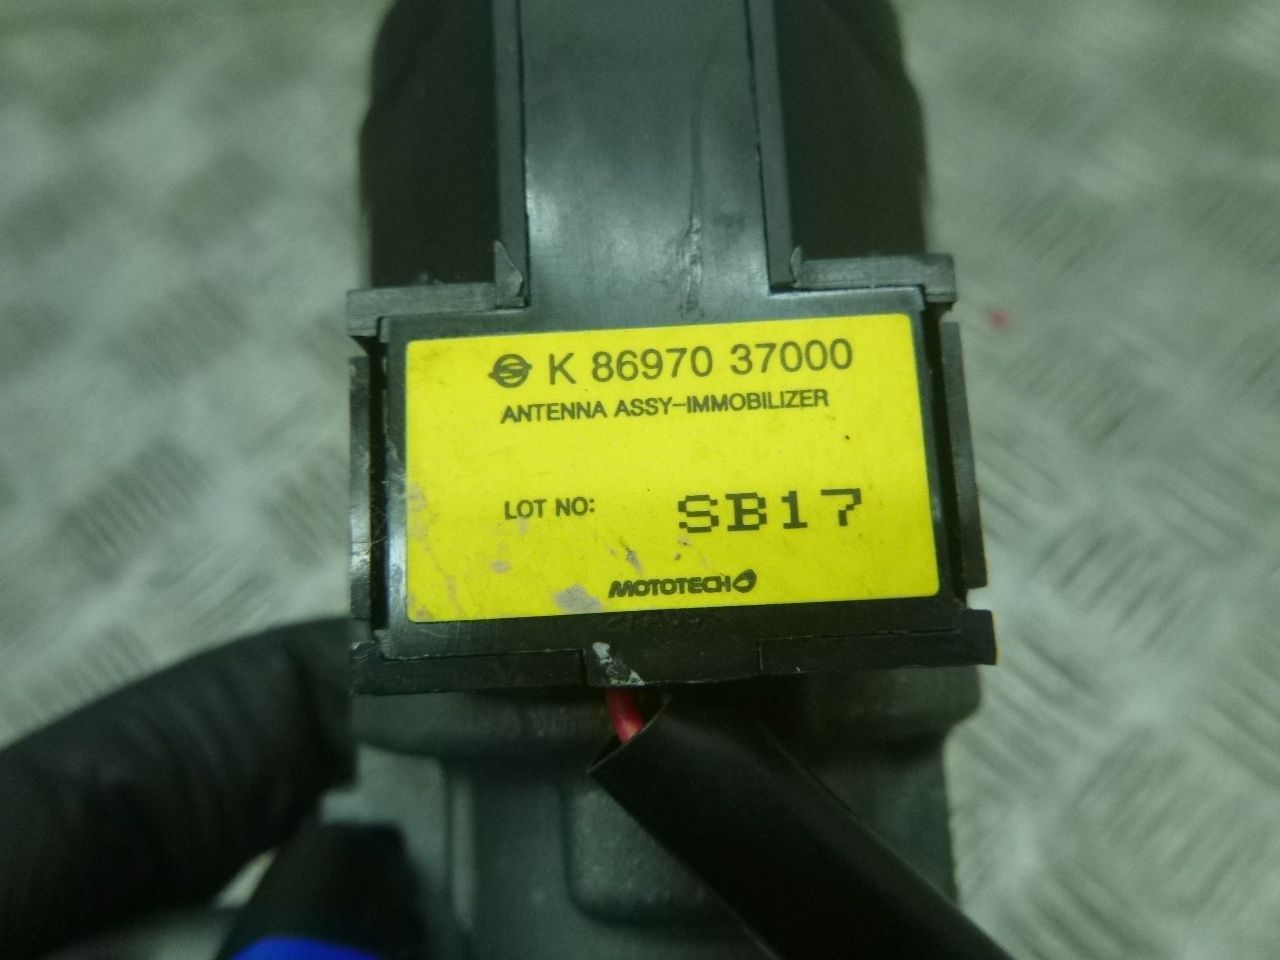 K 86970 37000
ANTENNA ASSY-IMMOBILIZER
LOT NO: SB17
MOTOTECH